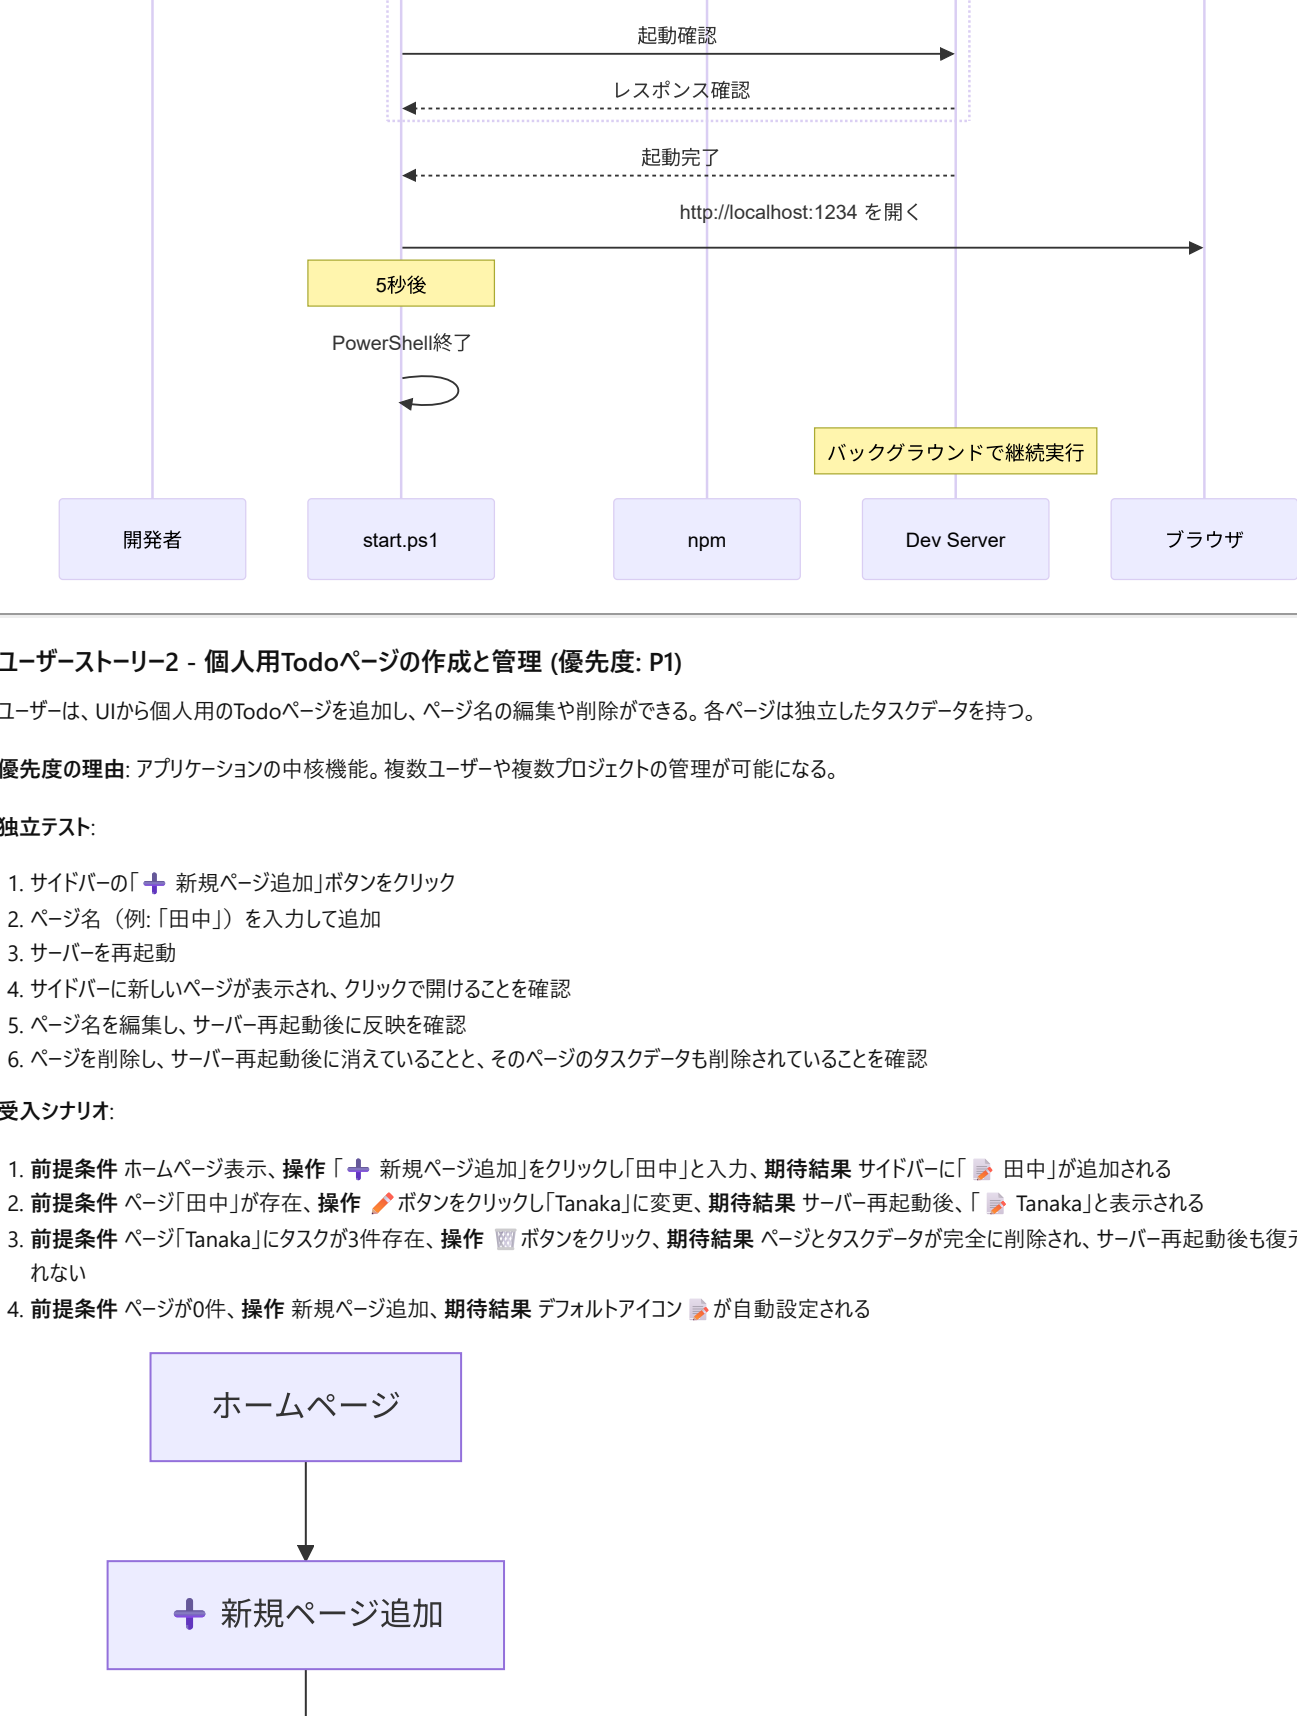 起動確認
レスポンス確認
起動完了
http://localhost:1234 を開く
5秒後
PowerShell終了
バックグラウンドで継続実行
開発者
start.ps1
npm
Dev Server
ブラウザ
ユーザーストーリー2 - 個人用Todoページの作成と管理 (優先度: P1)
ユーザーは、UIから個人用のTodoページを追加し、ページ名の編集や削除ができる。各ページは独立したタスクデータを持つ。
優先度の理由: アプリケーションの中核機能。複数ユーザーや複数プロジェクトの管理が可能になる。
独立テスト:
1. サイドバーの「➕ 新規ページ追加」ボタンをクリック
2. ページ名（例: 「田中」）を入力して追加
3. サーバーを再起動
4. サイドバーに新しいページが表示され、クリックで開けることを確認
5. ページ名を編集し、サーバー再起動後に反映を確認
6. ページを削除し、サーバー再起動後に消えていることと、そのページのタスクデータも削除されていることを確認
受入シナリオ:
1. 前提条件 ホームページ表示、操作 「➕ 新規ページ追加」をクリックし「田中」と入力、期待結果 サイドバーに「📝 田中」が追加される
2. 前提条件 ページ「田中」が存在、操作 🖍️ボタンをクリックし「Tanaka」に変更、期待結果 サーバー再起動後、「📝 Tanaka」と表示される
3. 前提条件 ページ「Tanaka」にタスクが3件存在、操作 🗑️ボタンをクリック、期待結果 ページとタスクデータが完全に削除され、サーバー再起動後も復元
れない
4. 前提条件 ページが0件、操作 新規ページ追加、期待結果 デフォルトアイコン📝が自動設定される
ホームページ
➕ 新規ページ追加